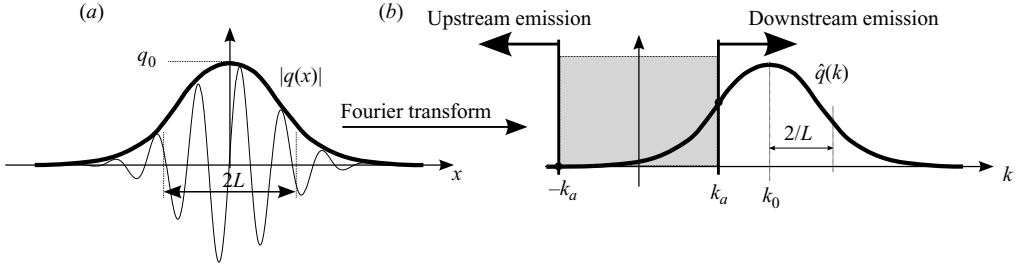 (a)
(b)
Upstream emission
Downstream emission
q0
|q(x)|
q̂(k)
Fourier transform
2/L
2L
x
–ka
ka
k0
k